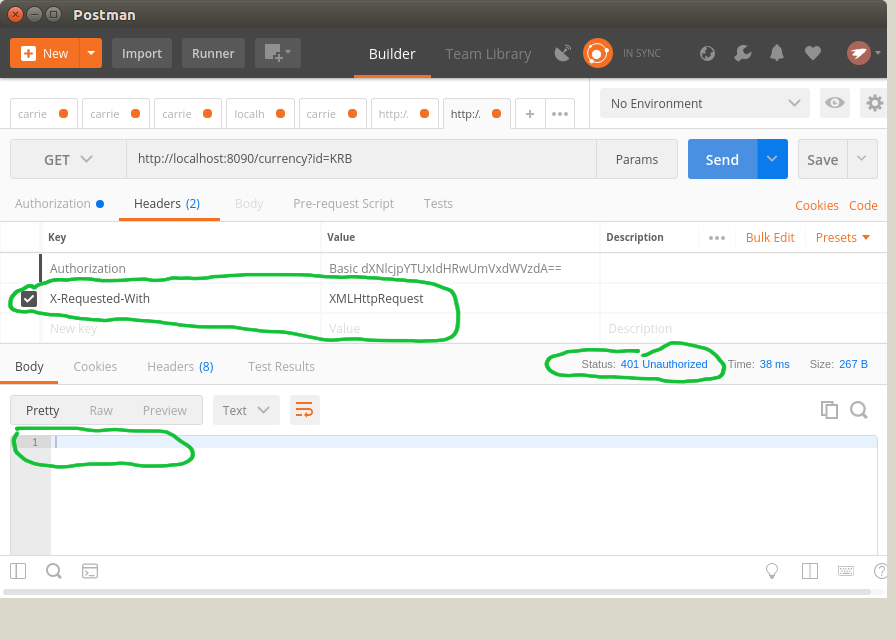 Postman
New Import Runner Builder Team Library IN SYNC
carrie carrie carrie localh carrie http:/. http:/. + ••• No Environment
GET http://localhost:8090/currency?id=KRB Params Send Save
Authorization Headers (2) Body Pre-request Script Tests Cookies Code
Key Value Description ••• Bulk Edit Presets
Authorization Basic dXNlcjpYTUxIdHRwUmVxdWVzdA==
X-Requested-With XMLHttpRequest
New key Value Description
Body Cookies Headers (8) Test Results Status: 401 Unauthorized Time: 38 ms Size: 267 B
Pretty Raw Preview Text
1